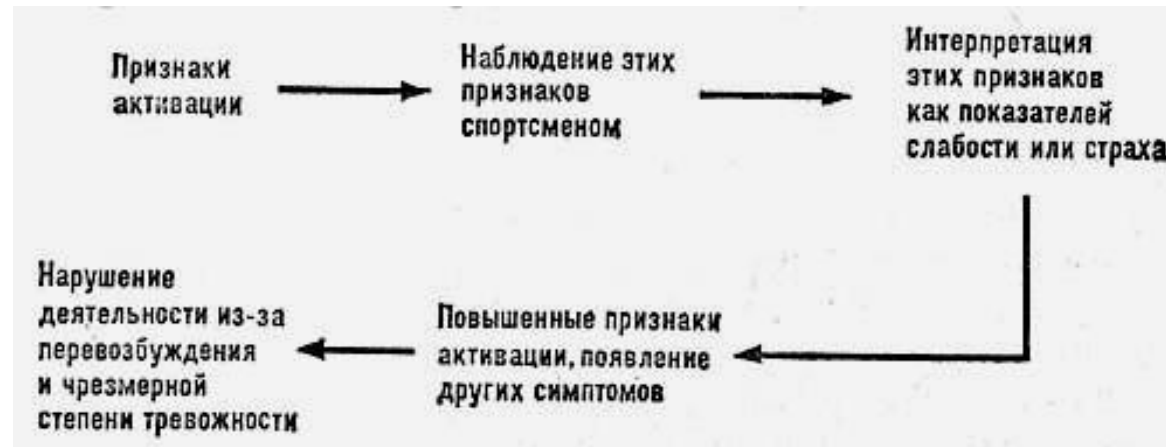 Признаки
активации
Наблюдение этих
признаков
спортсменом
Интерпретация
этих признаков
как показателей
слабости или страха
Повышенные признаки
активации, появление
других симптомов
Нарушение
деятельности из-за
перевозбуждения
и чрезмерной
степени тревожности